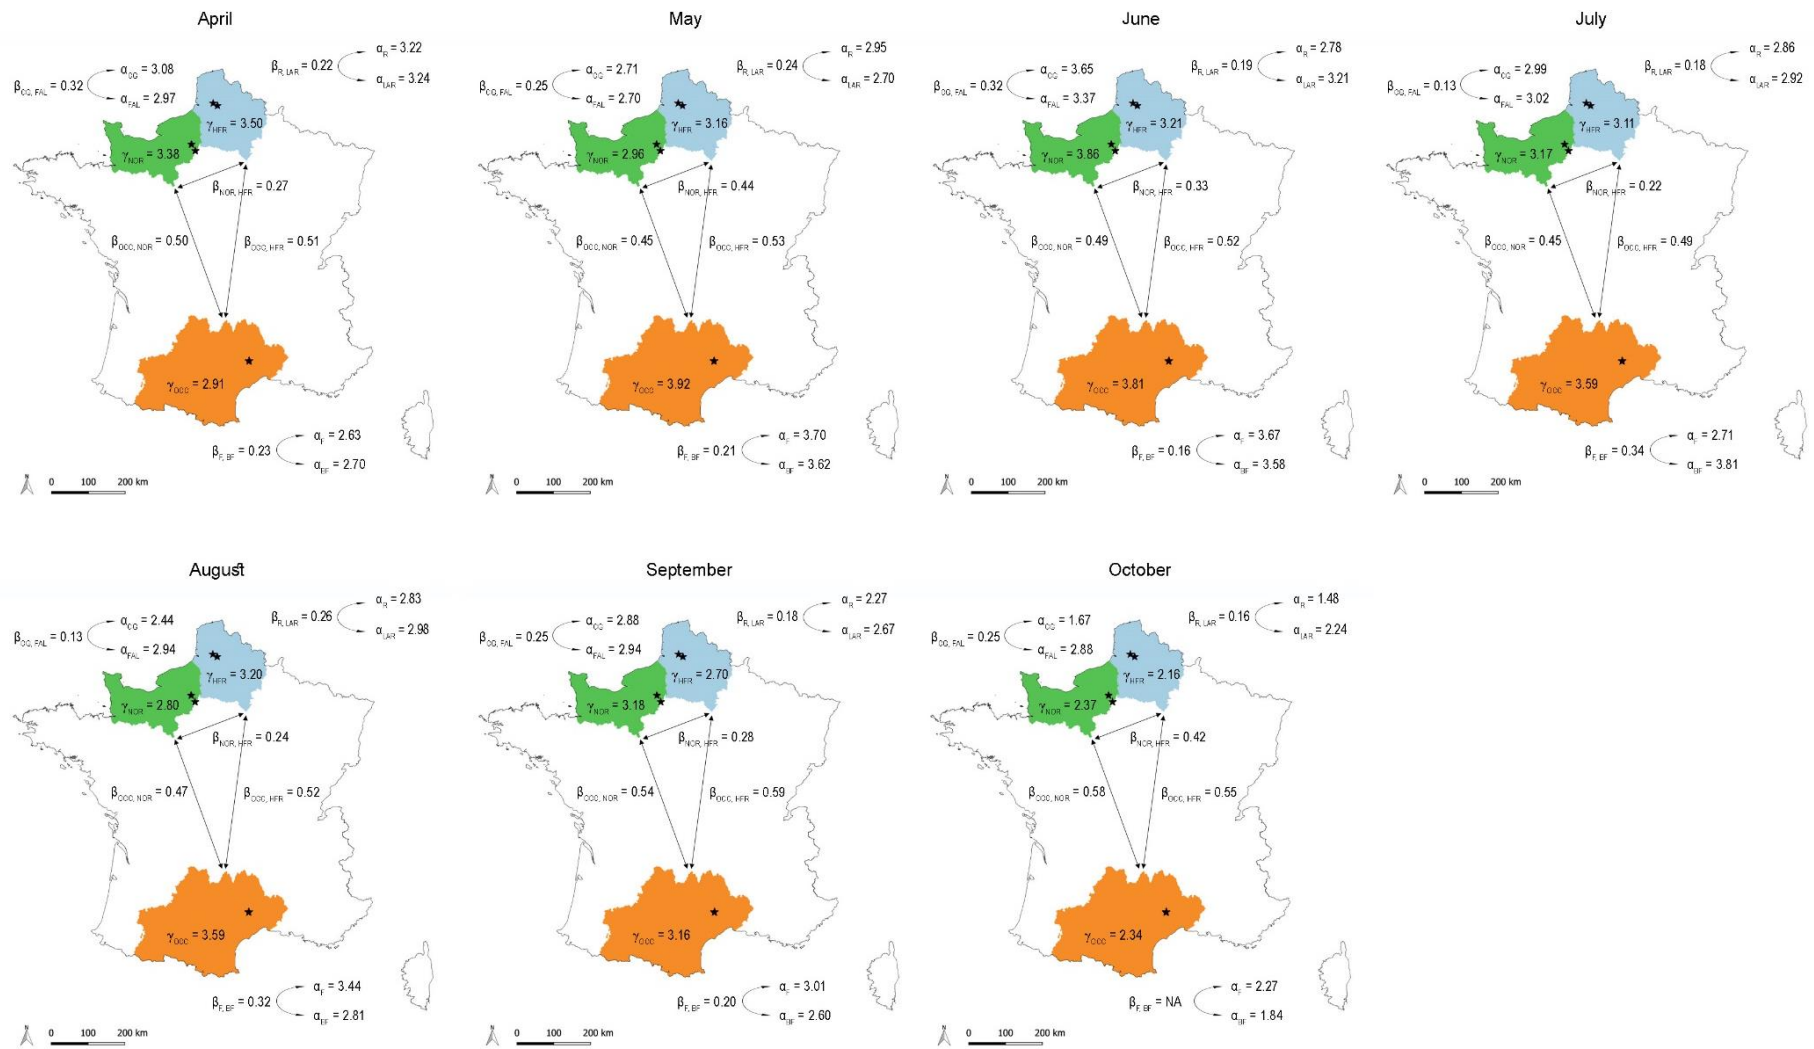 April
α_R = 3.22
β_R, LAR = 0.22
α_LAR = 3.24
α_CG = 3.08
β_CG, FAL = 0.32
α_FAL = 2.97
γ_HFR = 3.50
γ_NOR = 3.38
β_NOR, HFR = 0.27
β_OCC, NOR = 0.50
β_OCC, HFR = 0.51
γ_OCC = 2.91
α_F = 2.63
β_F, BF = 0.23
α_BF = 2.70
N
0 100 200 km
May
α_R = 2.95
β_R, LAR = 0.24
α_LAR = 2.70
α_CG = 2.71
β_CG, FAL = 0.25
α_FAL = 2.70
γ_HFR = 3.16
γ_NOR = 2.96
β_NOR, HFR = 0.44
β_OCC, NOR = 0.45
β_OCC, HFR = 0.53
γ_OCC = 3.92
α_F = 3.70
β_F, BF = 0.21
α_BF = 3.62
N
0 100 200 km
June
α_R = 2.78
β_R, LAR = 0.19
α_LAR = 3.21
α_CG = 3.65
β_CG, FAL = 0.32
α_FAL = 3.37
γ_HFR = 3.21
γ_NOR = 3.86
β_NOR, HFR = 0.33
β_OCC, NOR = 0.49
β_OCC, HFR = 0.52
γ_OCC = 3.81
α_F = 3.67
β_F, BF = 0.16
α_BF = 3.58
N
0 100 200 km
July
α_R = 2.86
β_R, LAR = 0.18
α_LAR = 2.92
α_CG = 2.99
β_CG, FAL = 0.13
α_FAL = 3.02
γ_HFR = 3.11
γ_NOR = 3.17
β_NOR, HFR = 0.22
β_OCC, NOR = 0.45
β_OCC, HFR = 0.49
γ_OCC = 3.59
α_F = 2.71
β_F, BF = 0.34
α_BF = 3.81
N
0 100 200 km
August
α_R = 2.83
β_R, LAR = 0.26
α_LAR = 2.98
α_CG = 2.44
β_CG, FAL = 0.13
α_FAL = 2.94
γ_HFR = 3.20
γ_NOR = 2.80
β_NOR, HFR = 0.24
β_OCC, NOR = 0.47
β_OCC, HFR = 0.52
γ_OCC = 3.59
α_F = 3.44
β_F, BF = 0.32
α_BF = 2.81
N
0 100 200 km
September
α_R = 2.27
β_R, LAR = 0.18
α_LAR = 2.67
α_CG = 2.88
β_CG, FAL = 0.25
α_FAL = 2.94
γ_HFR = 2.70
γ_NOR = 3.18
β_NOR, HFR = 0.28
β_OCC, NOR = 0.54
β_OCC, HFR = 0.59
γ_OCC = 3.16
α_F = 3.01
β_F, BF = 0.20
α_BF = 2.60
N
0 100 200 km
October
α_R = 1.48
β_R, LAR = 0.16
α_LAR = 2.24
α_CG = 1.67
β_CG, FAL = 0.25
α_FAL = 2.88
γ_HFR = 2.16
γ_NOR = 2.37
β_NOR, HFR = 0.42
β_OCC, NOR = 0.58
β_OCC, HFR = 0.55
γ_OCC = 2.34
α_F = 2.27
β_F, BF = NA
α_BF = 1.84
N
0 100 200 km